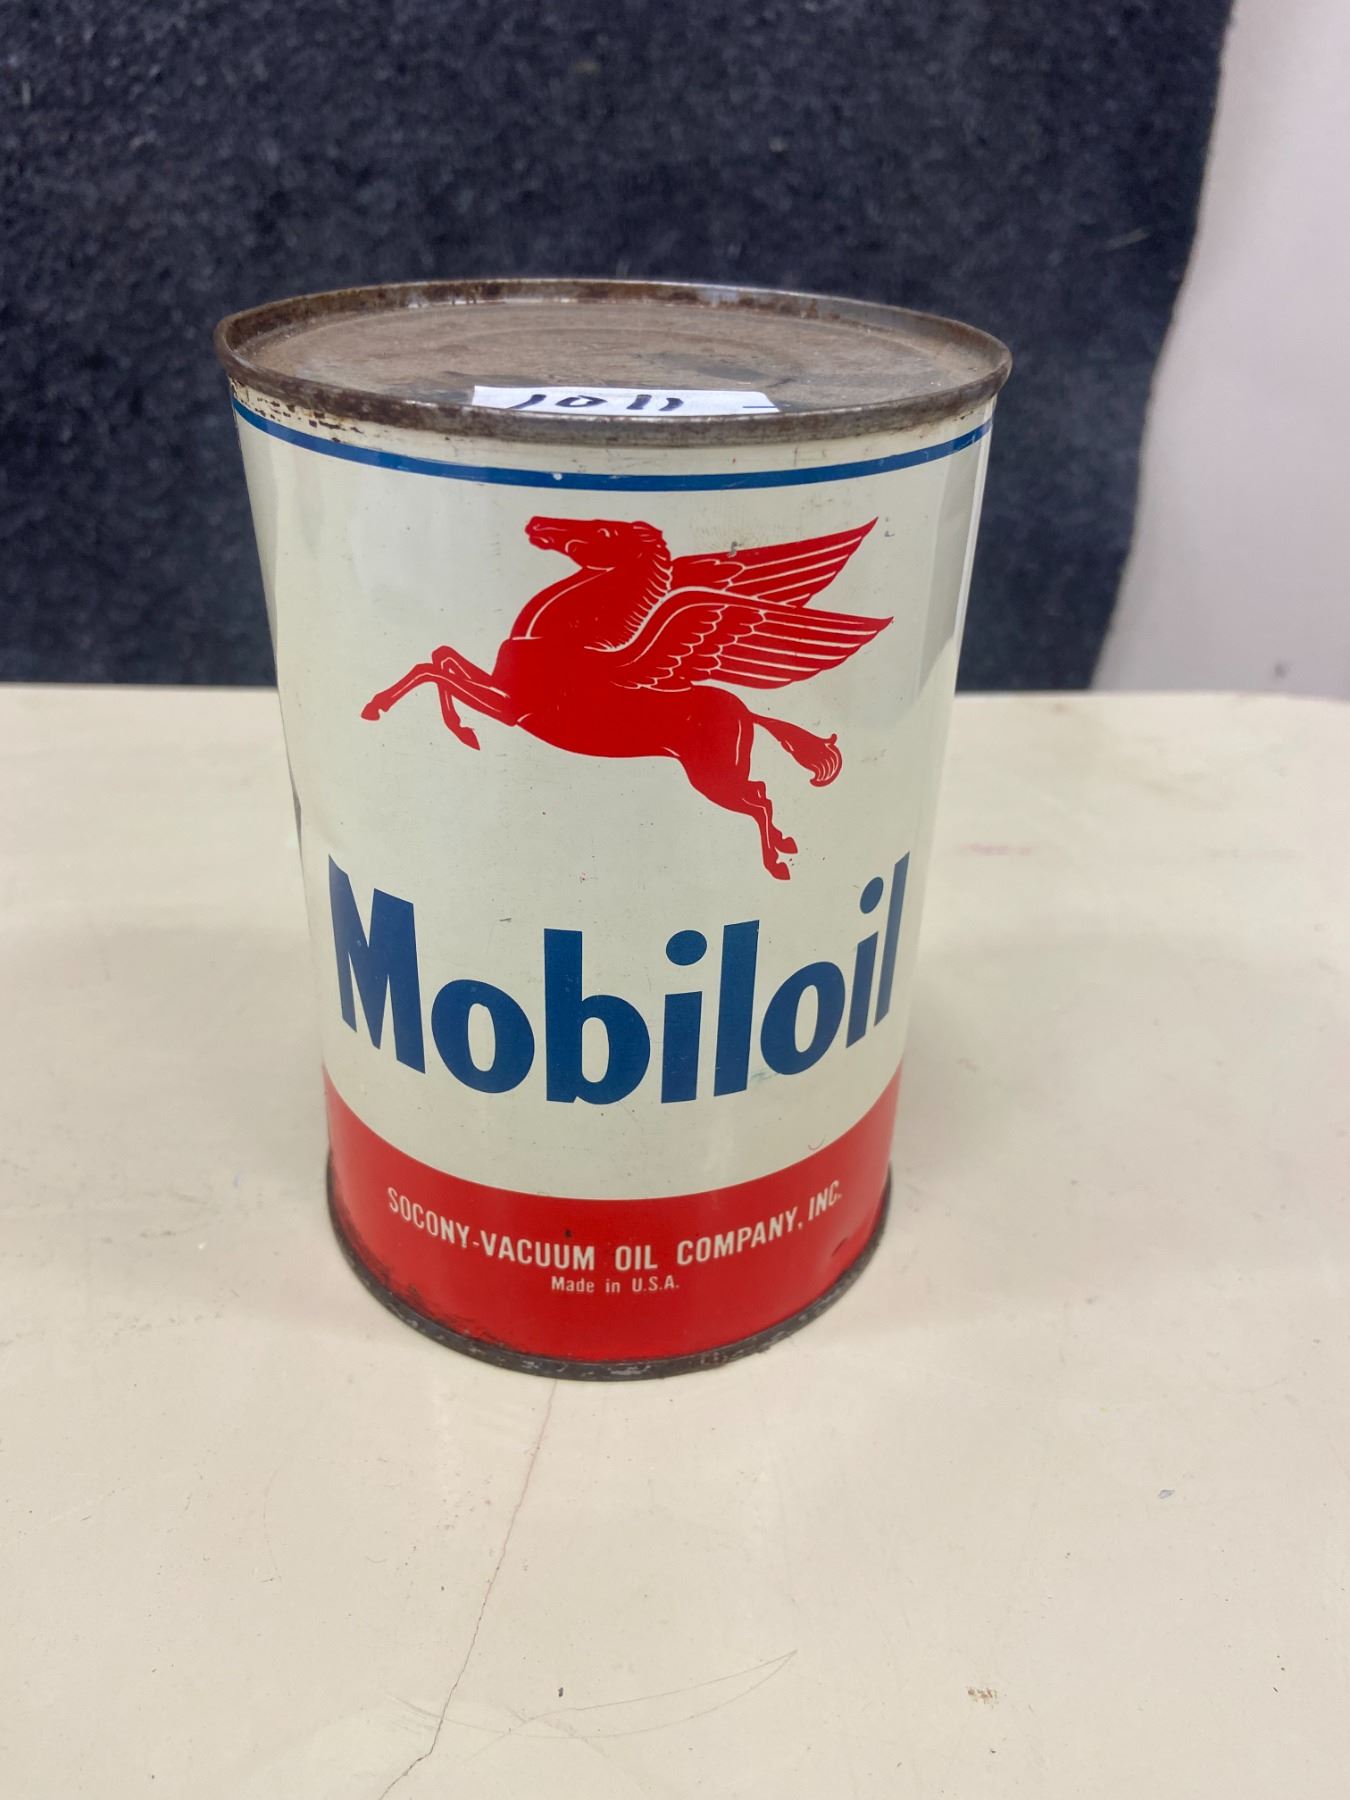 1011
Mobiloil
SOCONY-VACUUM OIL COMPANY, INC.
Made in U.S.A.